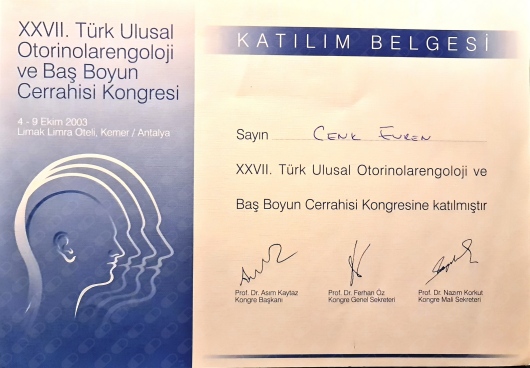 XXVII. Türk Ulusal
Otorinolarengoloji
ve Baş Boyun
Cerrahisi Kongresi
4 - 9 Ekim 2003
Limak Limra Oteli, Kemer / Antalya
KATILIM BELGESİ
Sayın CENK EVREN
XXVII. Türk Ulusal Otorinolarengoloji ve
Baş Boyun Cerrahisi Kongresine katılmıştır
Prof. Dr. Asım Kaytaz
Kongre Başkanı
Prof. Dr. Ferhan Öz
Kongre Genel Sekreteri
Prof. Dr. Nazım Korkut
Kongre Mali Sekreteri